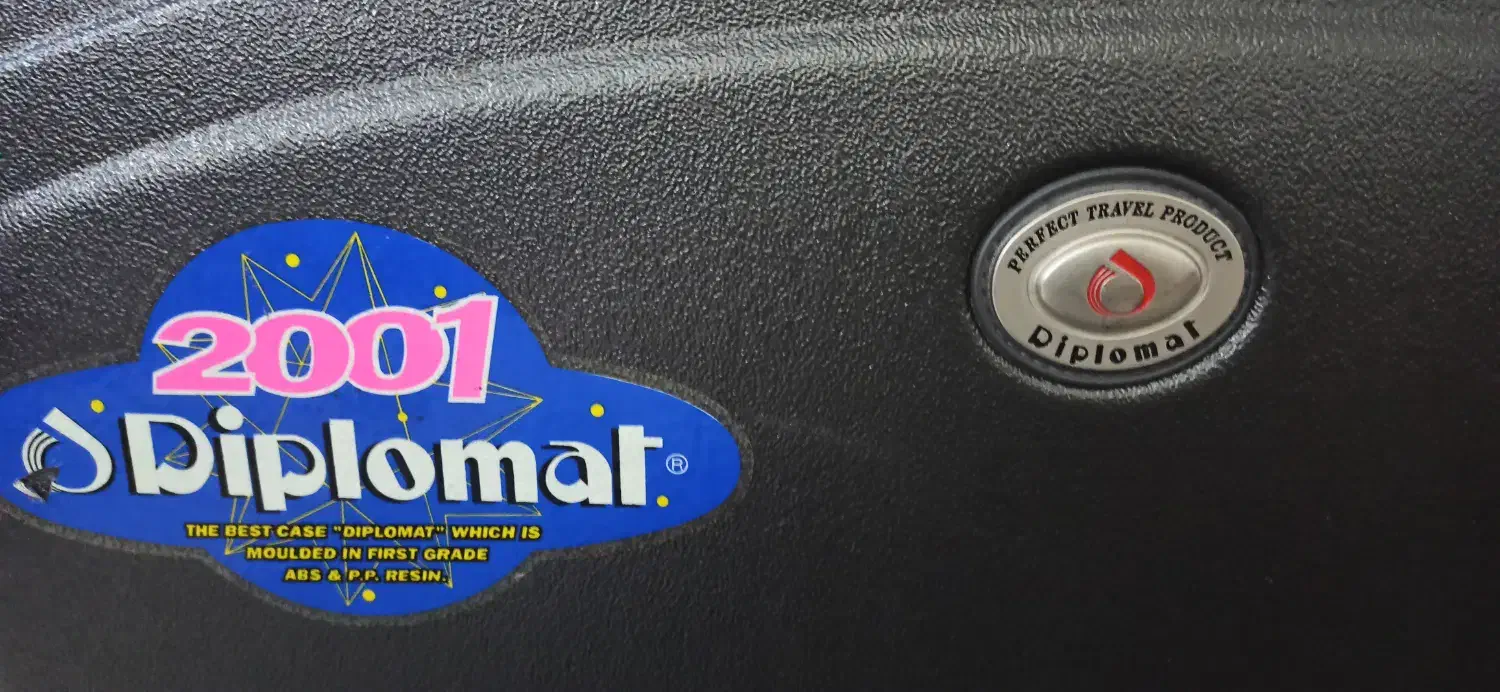 2001
Diplomat®
THE BEST CASE "DIPLOMAT" WHICH IS
MOULDED IN FIRST GRADE
ABS & P.P. RESIN.
PERFECT TRAVEL PRODUCT
Diplomat